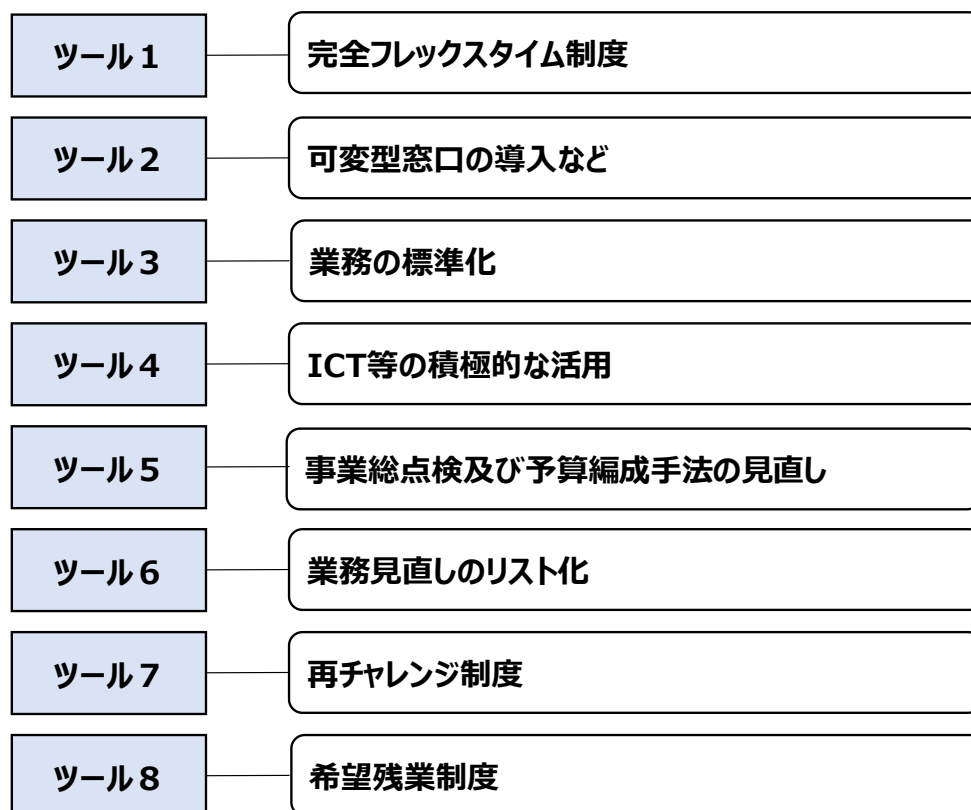 ツール１
完全フレックスタイム制度
ツール２
可変型窓口の導入など
ツール３
業務の標準化
ツール４
ICT等の積極的な活用
ツール５
事業総点検及び予算編成手法の見直し
ツール６
業務見直しのリスト化
ツール７
再チャレンジ制度
ツール８
希望残業制度